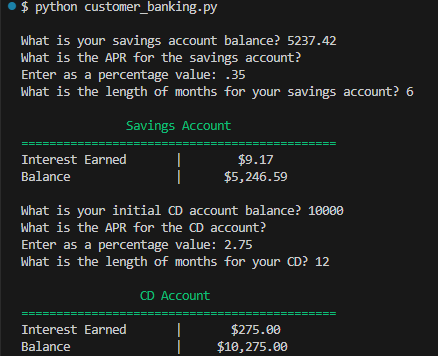 $ python customer_banking.py
What is your savings account balance? 5237.42
What is the APR for the savings account?
Enter as a percentage value: .35
What is the length of months for your savings account? 6
Savings Account
=============================================
Interest Earned | $9.17
Balance | $5,246.59
What is your initial CD account balance? 10000
What is the APR for the CD account?
Enter as a percentage value: 2.75
What is the length of months for your CD? 12
CD Account
=============================================
Interest Earned | $275.00
Balance | $10,275.00